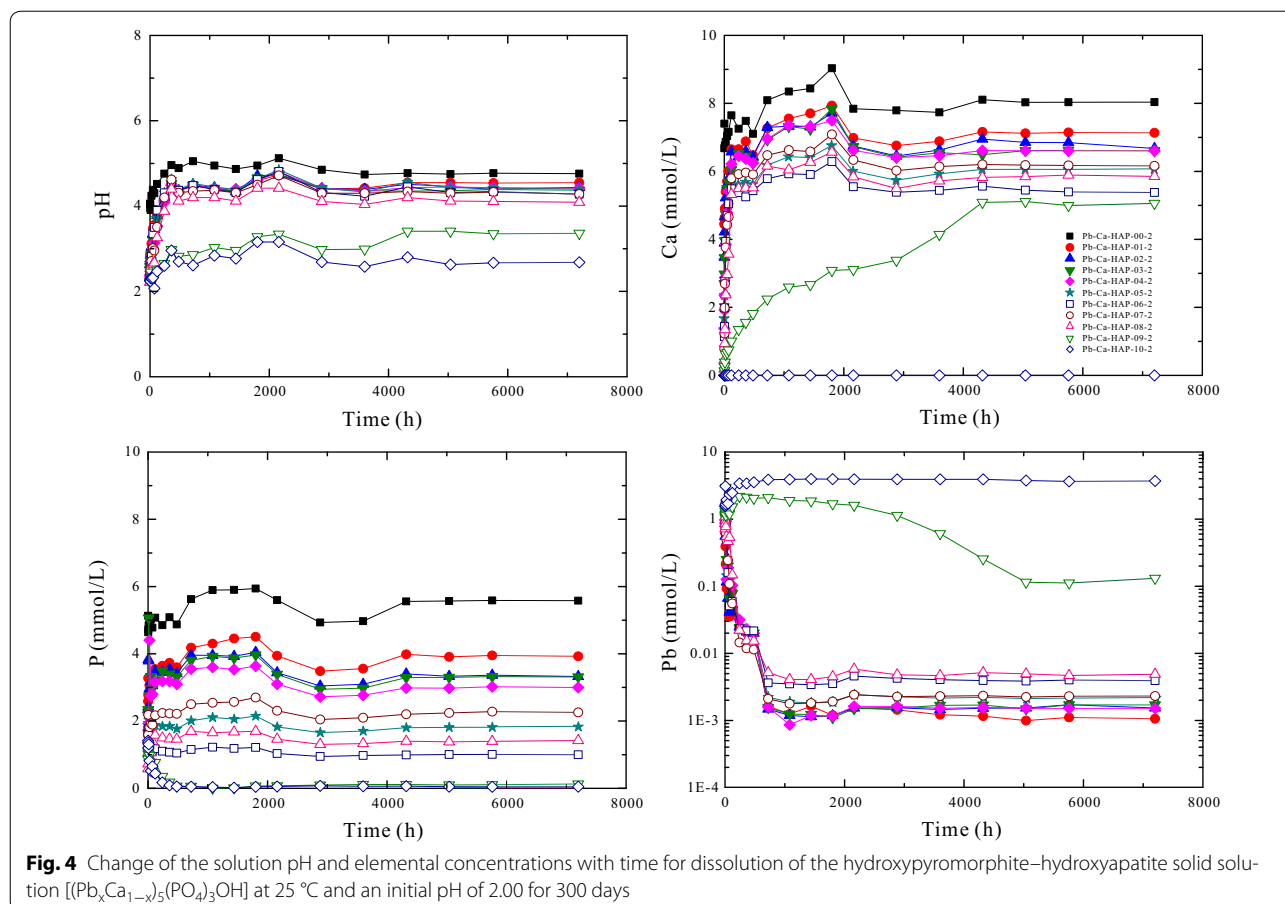 8
6
4
2
0
pH
0
2000
4000
6000
8000
Time (h)
10
8
6
4
2
0
Ca (mmol/L)
Pb-Ca-HAP-00-2
Pb-Ca-HAP-01-2
Pb-Ca-HAP-02-2
Pb-Ca-HAP-03-2
Pb-Ca-HAP-04-2
Pb-Ca-HAP-05-2
Pb-Ca-HAP-06-2
Pb-Ca-HAP-07-2
Pb-Ca-HAP-08-2
Pb-Ca-HAP-09-2
Pb-Ca-HAP-10-2
0
2000
4000
6000
8000
Time (h)
10
8
6
4
2
0
P (mmol/L)
0
2000
4000
6000
8000
Time (h)
10
1
0.1
0.01
1E-3
1E-4
Pb (mmol/L)
0
2000
4000
6000
8000
Time (h)
Fig. 4 Change of the solution pH and elemental concentrations with time for dissolution of the hydroxypyromorphite–hydroxyapatite solid solu-
tion [(PbxCa1−x)5(PO4)3OH] at 25 °C and an initial pH of 2.00 for 300 days